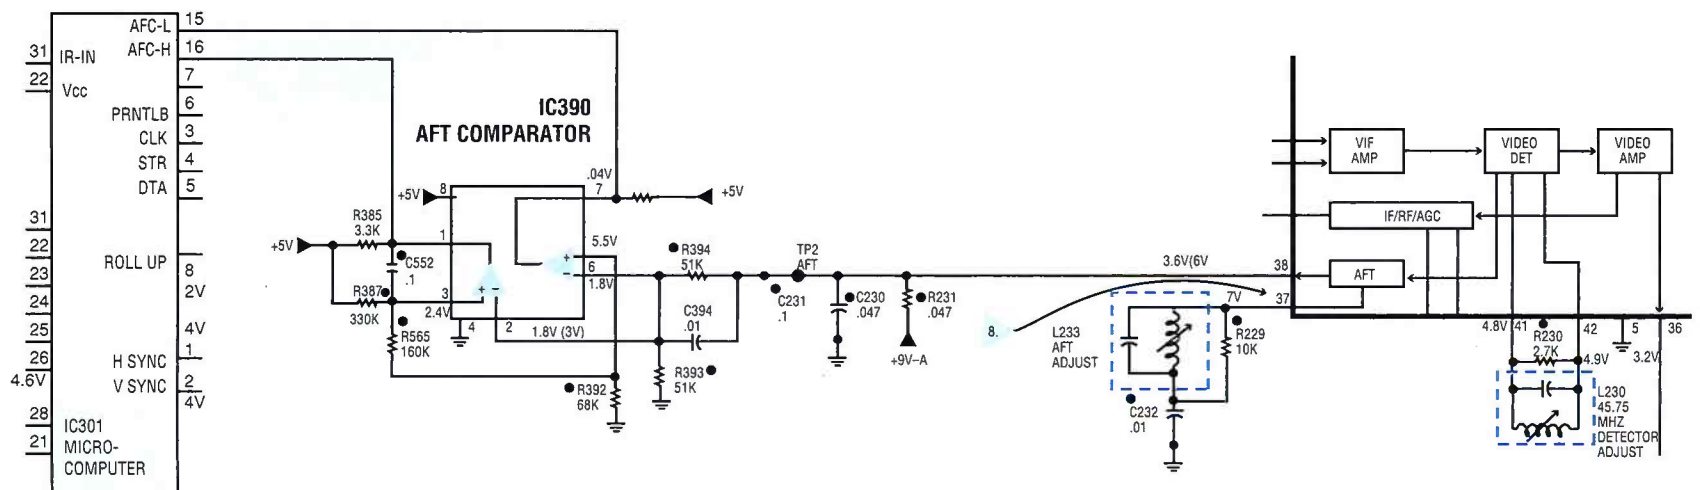 AFC-L 15
AFC-H 16
31 IR-IN
7
22 Vcc
6
PRNTLB
3
CLK
4
STR
5
DTA
31
22
ROLL UP
8
23
2V
24
25
4V
1
26
H SYNC
4.6V
V SYNC 2
4V
28
IC301
21
MICRO-
COMPUTER
IC390
AFT COMPARATOR
.04V
+5V 8
7
+5V
R385
3.3K
+5V
1
C552
.1
R387
330K
3
2.4V
+ −
4
2
1.8V (3V)
R565
160K
5.5V
+
−
6
1.8V
R394
51K
C394
.01
R393
51K
R392
68K
TP2
AFT
C231
.1
C230
.047
R231
.047
+9V-A
3.6V(6V
38
37
7V
8.
L233
AFT
ADJUST
R229
10K
C232
.01
VIF
AMP
VIDEO
DET
VIDEO
AMP
IF/RF/AGC
AFT
4.8V 41
42
5
36
R230
2.7K
4.9V
3.2V
L230
45.75
MHZ
DETECTOR
ADJUST